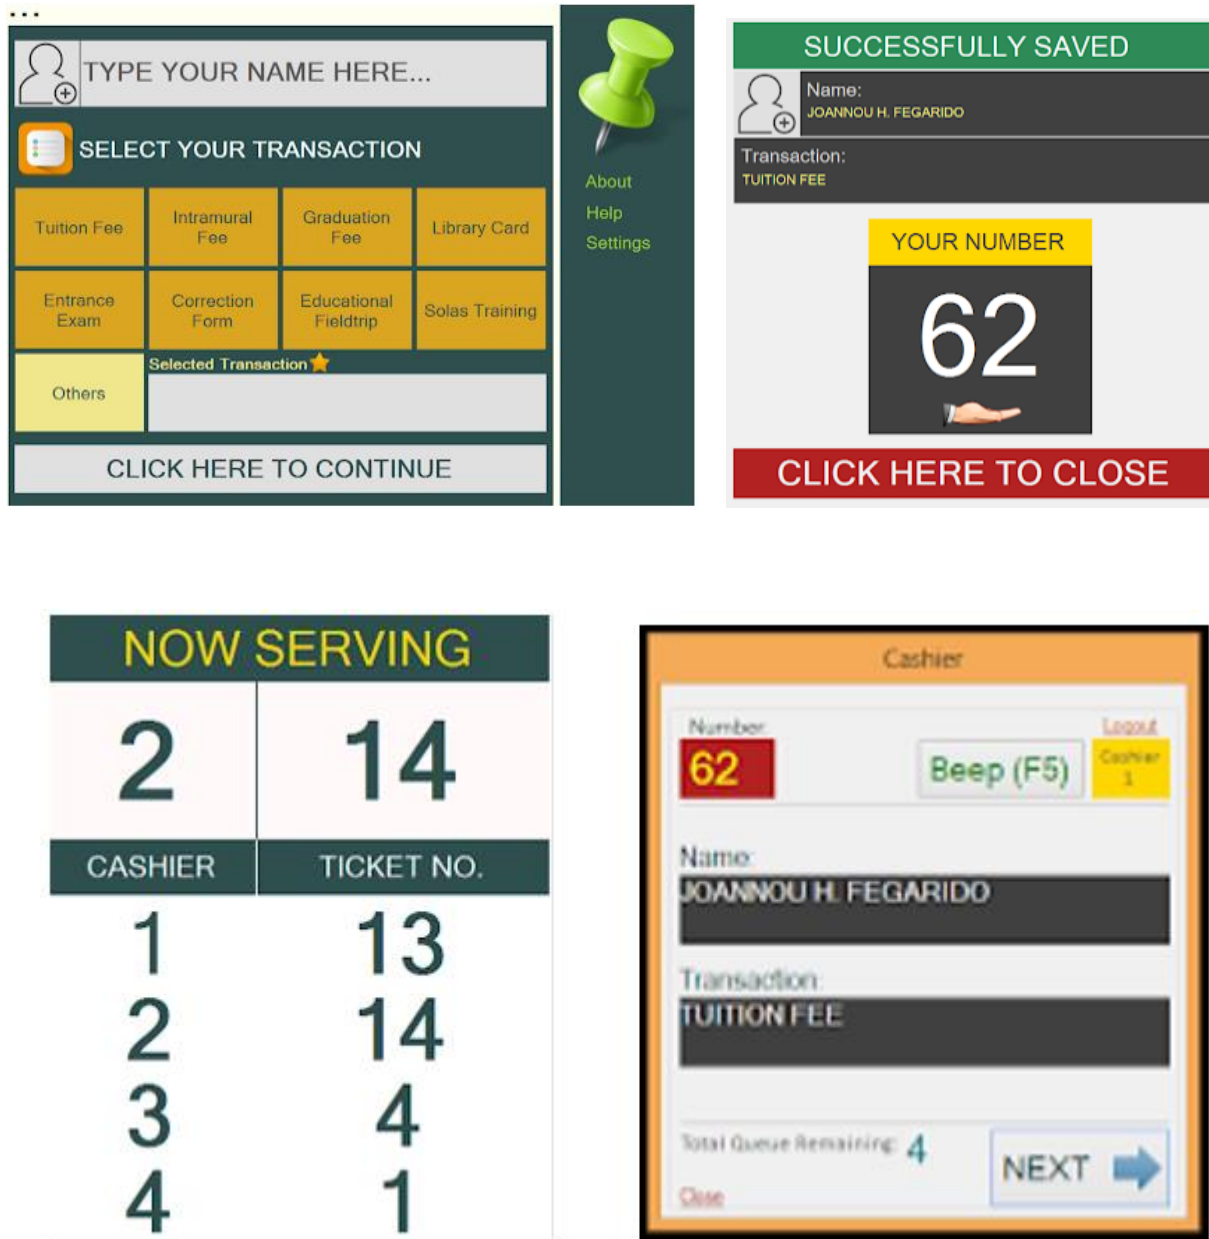 ...
TYPE YOUR NAME HERE...
SELECT YOUR TRANSACTION
Tuition Fee
Intramural
Fee
Graduation
Fee
Library Card
Entrance
Exam
Correction
Form
Educational
Fieldtrip
Solas Training
Others
Selected Transaction
CLICK HERE TO CONTINUE
About
Help
Settings
SUCCESSFULLY SAVED
Name:
JOANNOU H. FEGARIDO
Transaction:
TUITION FEE
YOUR NUMBER
62
CLICK HERE TO CLOSE
NOW SERVING
2 14
CASHIER TICKET NO.
1 13
2 14
3 4
4 1
Cashier
Number:
Logout
62
Beep (F5)
Cashier
1
Name:
JOANNOU H. FEGARIDO
Transaction:
TUITION FEE
Total Queue Remaining: 4
NEXT
Close